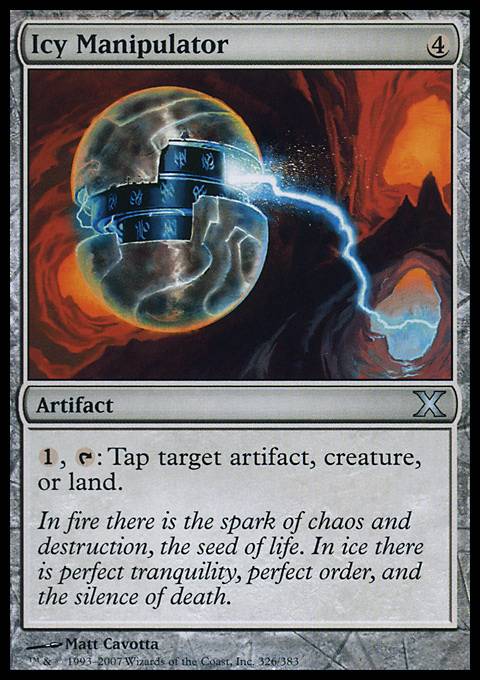 Icy Manipulator
4
Artifact
X
1, : Tap target artifact, creature,
or land.
In fire there is the spark of chaos and
destruction, the seed of life. In ice there
is perfect tranquility, perfect order, and
the silence of death.
Matt Cavotta
™ & © 1993–2007 Wizards of the Coast, Inc. 326/383